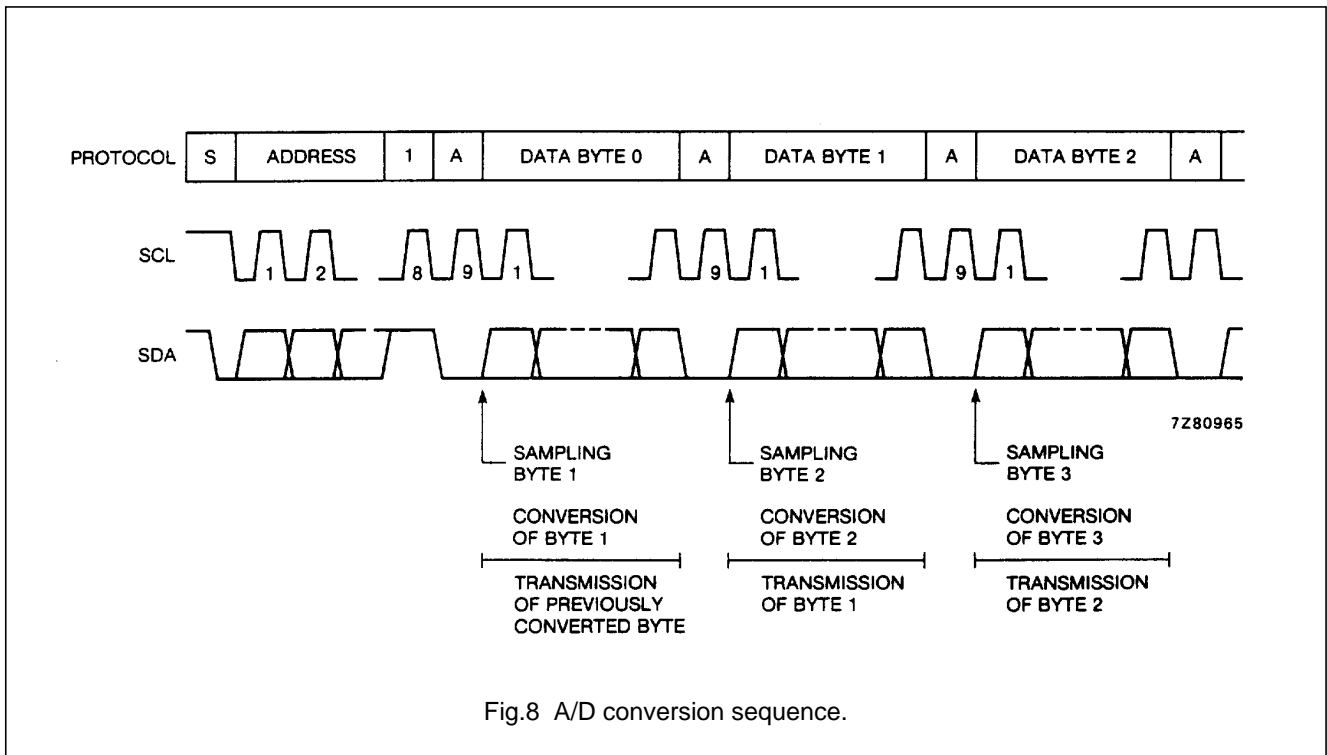 PROTOCOL S ADDRESS 1 A DATA BYTE 0 A DATA BYTE 1 A DATA BYTE 2 A
SCL 1 2 8 9 1 9 1 9 1
SDA
7Z80965
SAMPLING
BYTE 1
SAMPLING
BYTE 2
SAMPLING
BYTE 3
CONVERSION
OF BYTE 1
CONVERSION
OF BYTE 2
CONVERSION
OF BYTE 3
TRANSMISSION
OF PREVIOUSLY
CONVERTED BYTE
TRANSMISSION
OF BYTE 1
TRANSMISSION
OF BYTE 2
Fig.8 A/D conversion sequence.